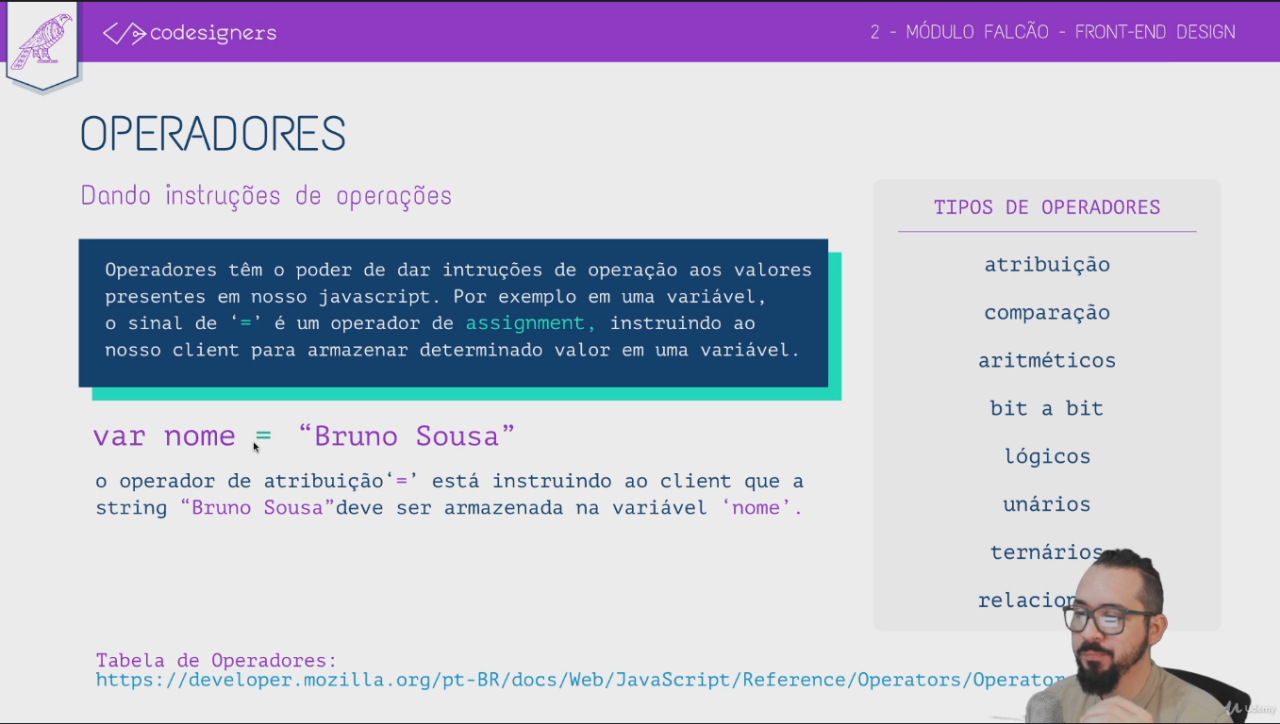 codesigners
2 - MÓDULO FALCÃO - FRONT-END DESIGN
OPERADORES
Dando instruções de operações
Operadores têm o poder de dar intruções de operação aos valores
presentes em nosso javascript. Por exemplo em uma variável,
o sinal de ‘=’ é um operador de assignment, instruindo ao
nosso client para armazenar determinado valor em uma variável.
var nome = “Bruno Sousa”
o operador de atribuição‘=’ está instruindo ao client que a
string “Bruno Sousa”deve ser armazenada na variável ‘nome’.
TIPOS DE OPERADORES
atribuição
comparação
aritméticos
bit a bit
lógicos
unários
ternários
Tabela de Operadores:
https://developer.mozilla.org/pt-BR/docs/Web/JavaScript/Reference/Operators/Operator
Udemy